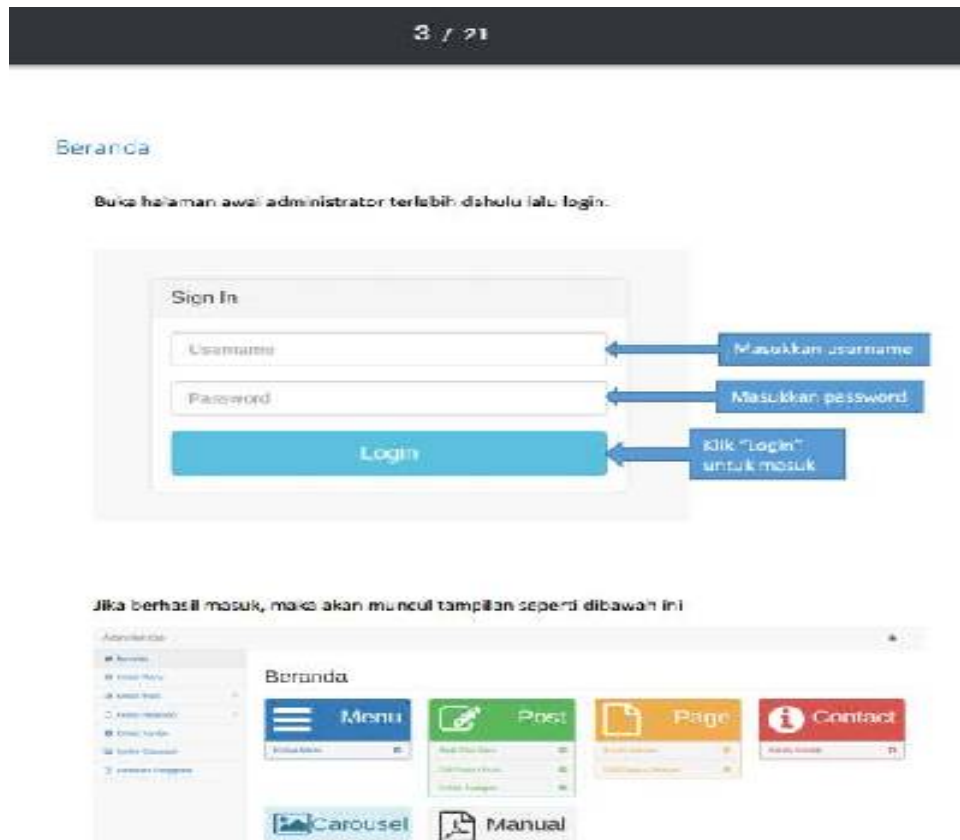 3 / 21
Beranda
Buka halaman awal administrator terlebih dahulu lalu login.
Sign In
Username
Masukkan username
Password
Masukkan password
Login
Klik "Login"
untuk masuk
Jika berhasil masuk, maka akan muncul tampilan seperti dibawah ini
Beranda
Beranda
Menu
Post
Page
Contact
Carousel
Manual